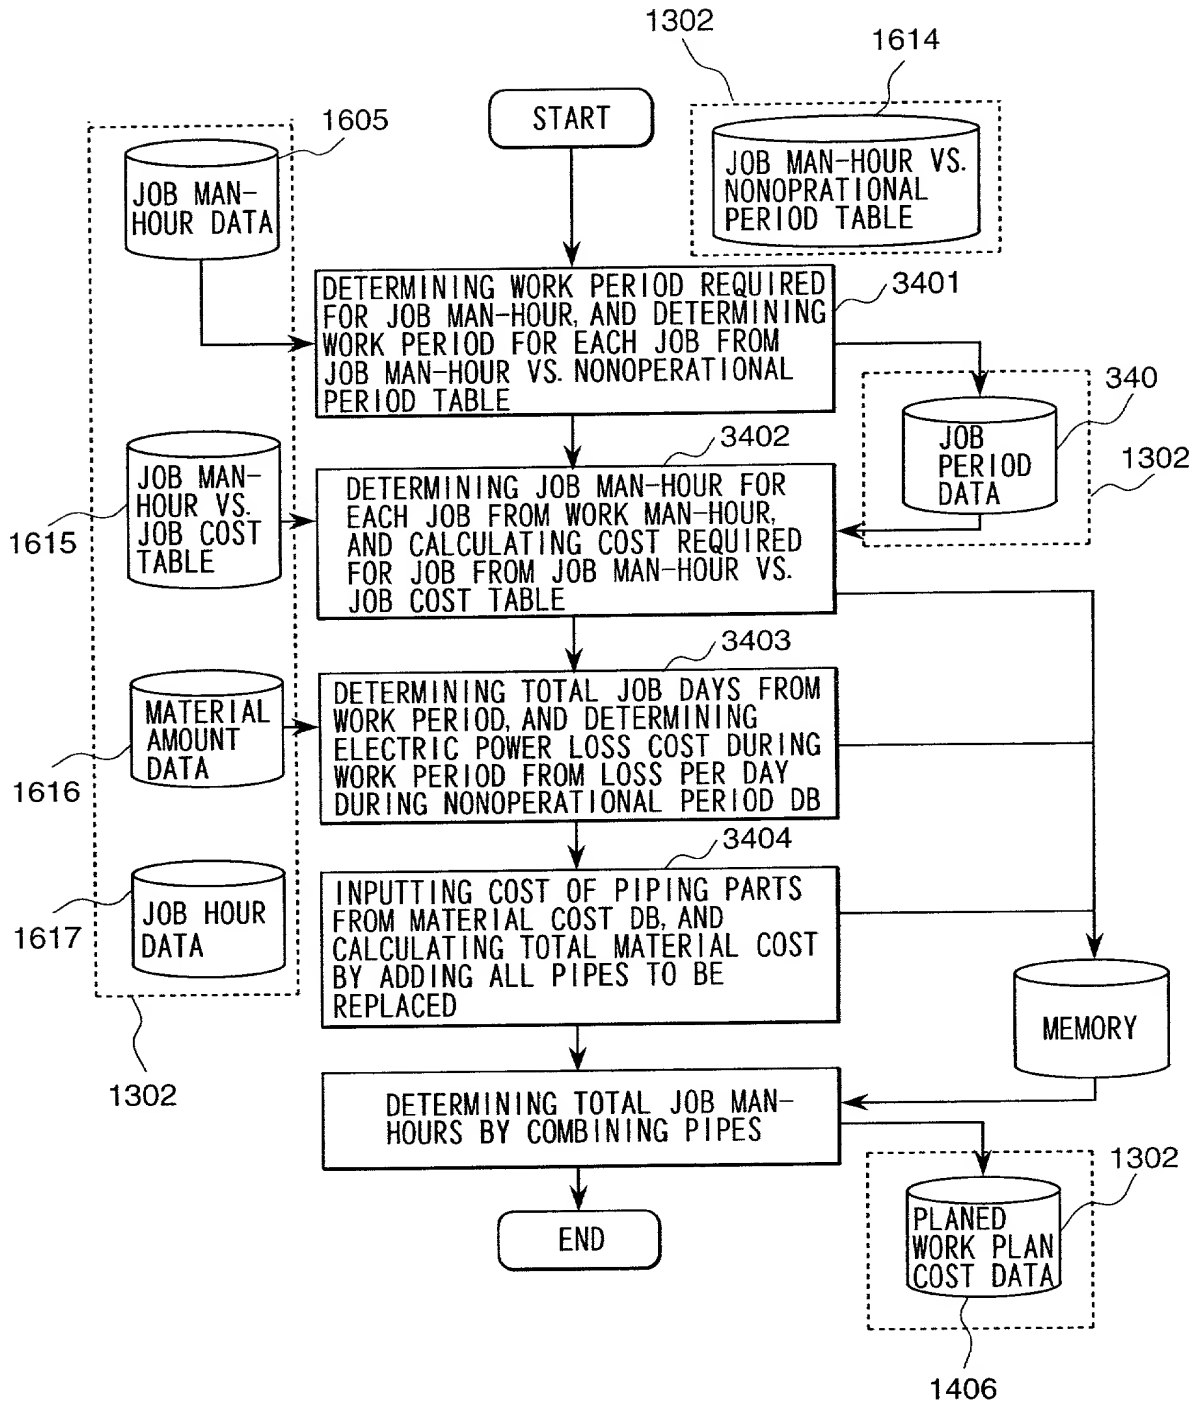 1302
1614
START
JOB MAN-HOUR VS.
NONOPRATIONAL
PERIOD TABLE
1605
JOB MAN-
HOUR DATA
DETERMINING WORK PERIOD REQUIRED
FOR JOB MAN-HOUR, AND DETERMINING
WORK PERIOD FOR EACH JOB FROM
JOB MAN-HOUR VS. NONOPERATIONAL
PERIOD TABLE
3401
340
JOB
PERIOD
DATA
1302
3402
JOB MAN-
HOUR VS.
JOB COST
TABLE
1615
DETERMINING JOB MAN-HOUR FOR
EACH JOB FROM WORK MAN-HOUR,
AND CALCULATING COST REQUIRED
FOR JOB FROM JOB MAN-HOUR VS.
JOB COST TABLE
3403
MATERIAL
AMOUNT
DATA
1616
DETERMINING TOTAL JOB DAYS FROM
WORK PERIOD, AND DETERMINING
ELECTRIC POWER LOSS COST DURING
WORK PERIOD FROM LOSS PER DAY
DURING NONOPERATIONAL PERIOD DB
3404
JOB HOUR
DATA
1617
INPUTTING COST OF PIPING PARTS
FROM MATERIAL COST DB, AND
CALCULATING TOTAL MATERIAL COST
BY ADDING ALL PIPES TO BE
REPLACED
MEMORY
1302
DETERMINING TOTAL JOB MAN-
HOURS BY COMBINING PIPES
1302
END
PLANED
WORK PLAN
COST DATA
1406